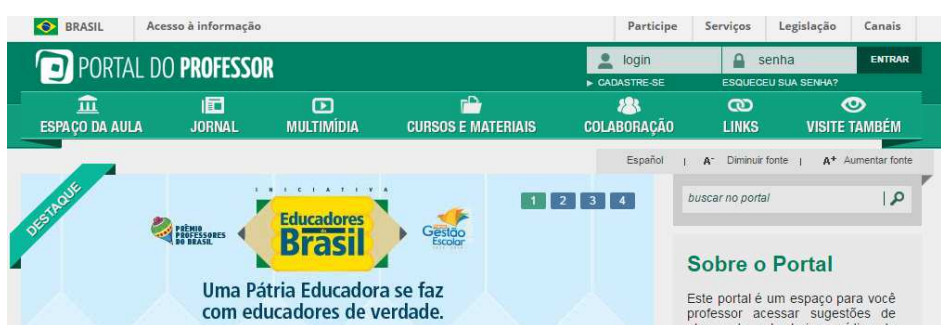 BRASIL Acesso à informação Participe Serviços Legislação Canais
PORTAL DO PROFESSOR
login senha ENTRAR
► CADASTRE-SE ESQUECEU SUA SENHA?
ESPAÇO DA AULA JORNAL MULTIMÍDIA CURSOS E MATERIAIS COLABORAÇÃO LINKS VISITE TAMBÉM
Español | A- Diminuir fonte | A+ Aumentar fonte
DESTAQUE
INICIATIVA
1 2 3 4
buscar no portal
PRÊMIO
PROFESSORES
DO BRASIL
Educadores
Brasil
Gestão
Escolar
Uma Pátria Educadora se faz
com educadores de verdade.
Sobre o Portal
Este portal é um espaço para você
professor acessar sugestões de